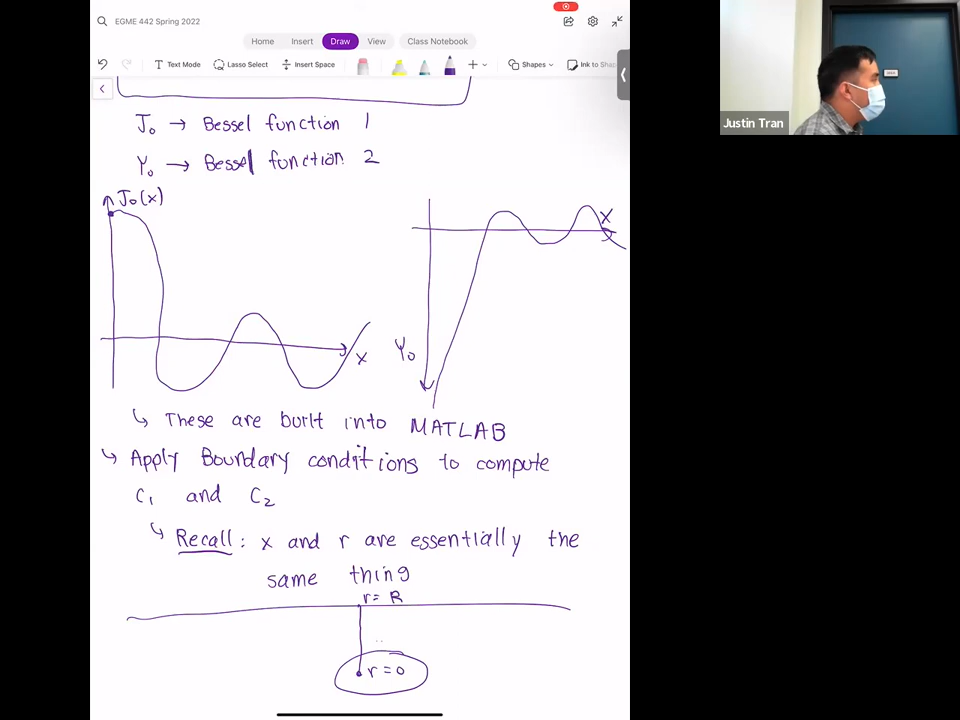 EGME 442 Spring 2022
Home Insert Draw View Class Notebook
Text Mode Lasso Select Insert Space Shapes Ink to Shap
J₀ → Bessel function 1
Y₀ → Bessel function 2
J₀(x)
x
Y₀
x
↳ These are built into MATLAB
↳ Apply Boundary conditions to compute
C₁ and C₂
↳ Recall: x and r are essentially the
same thing
r = R
r = 0
Justin Tran